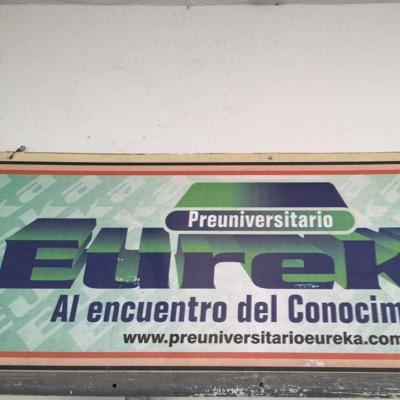 Preuniversitario
Eurek
Al encuentro del Conocim
www.preuniversitarioeureka.com